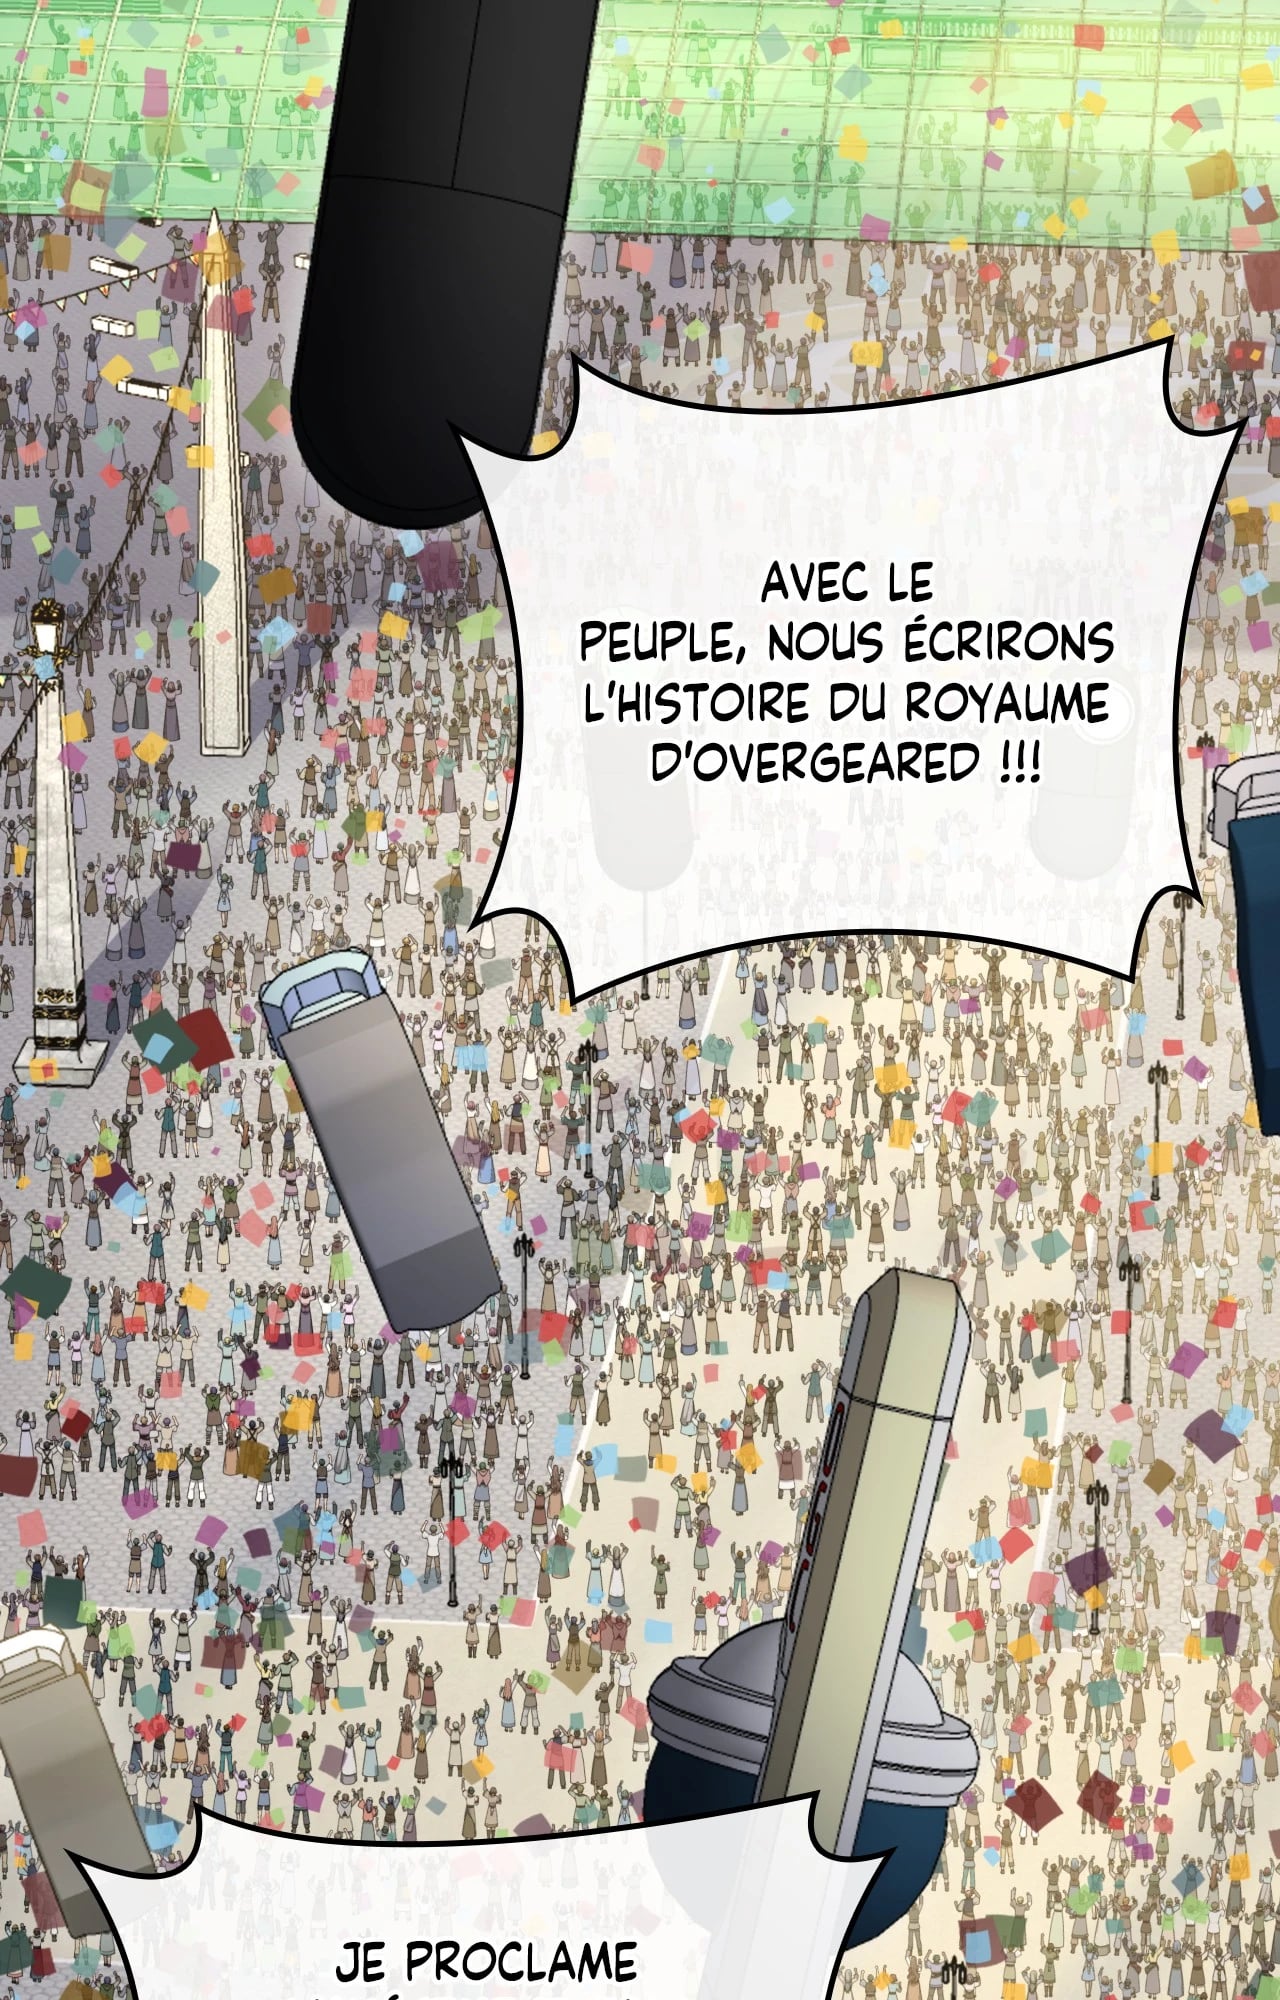 AVEC LE
PEUPLE, NOUS ÉCRIRONS
L'HISTOIRE DU ROYAUME
D'OVERGEARED !!!
JE PROCLAME